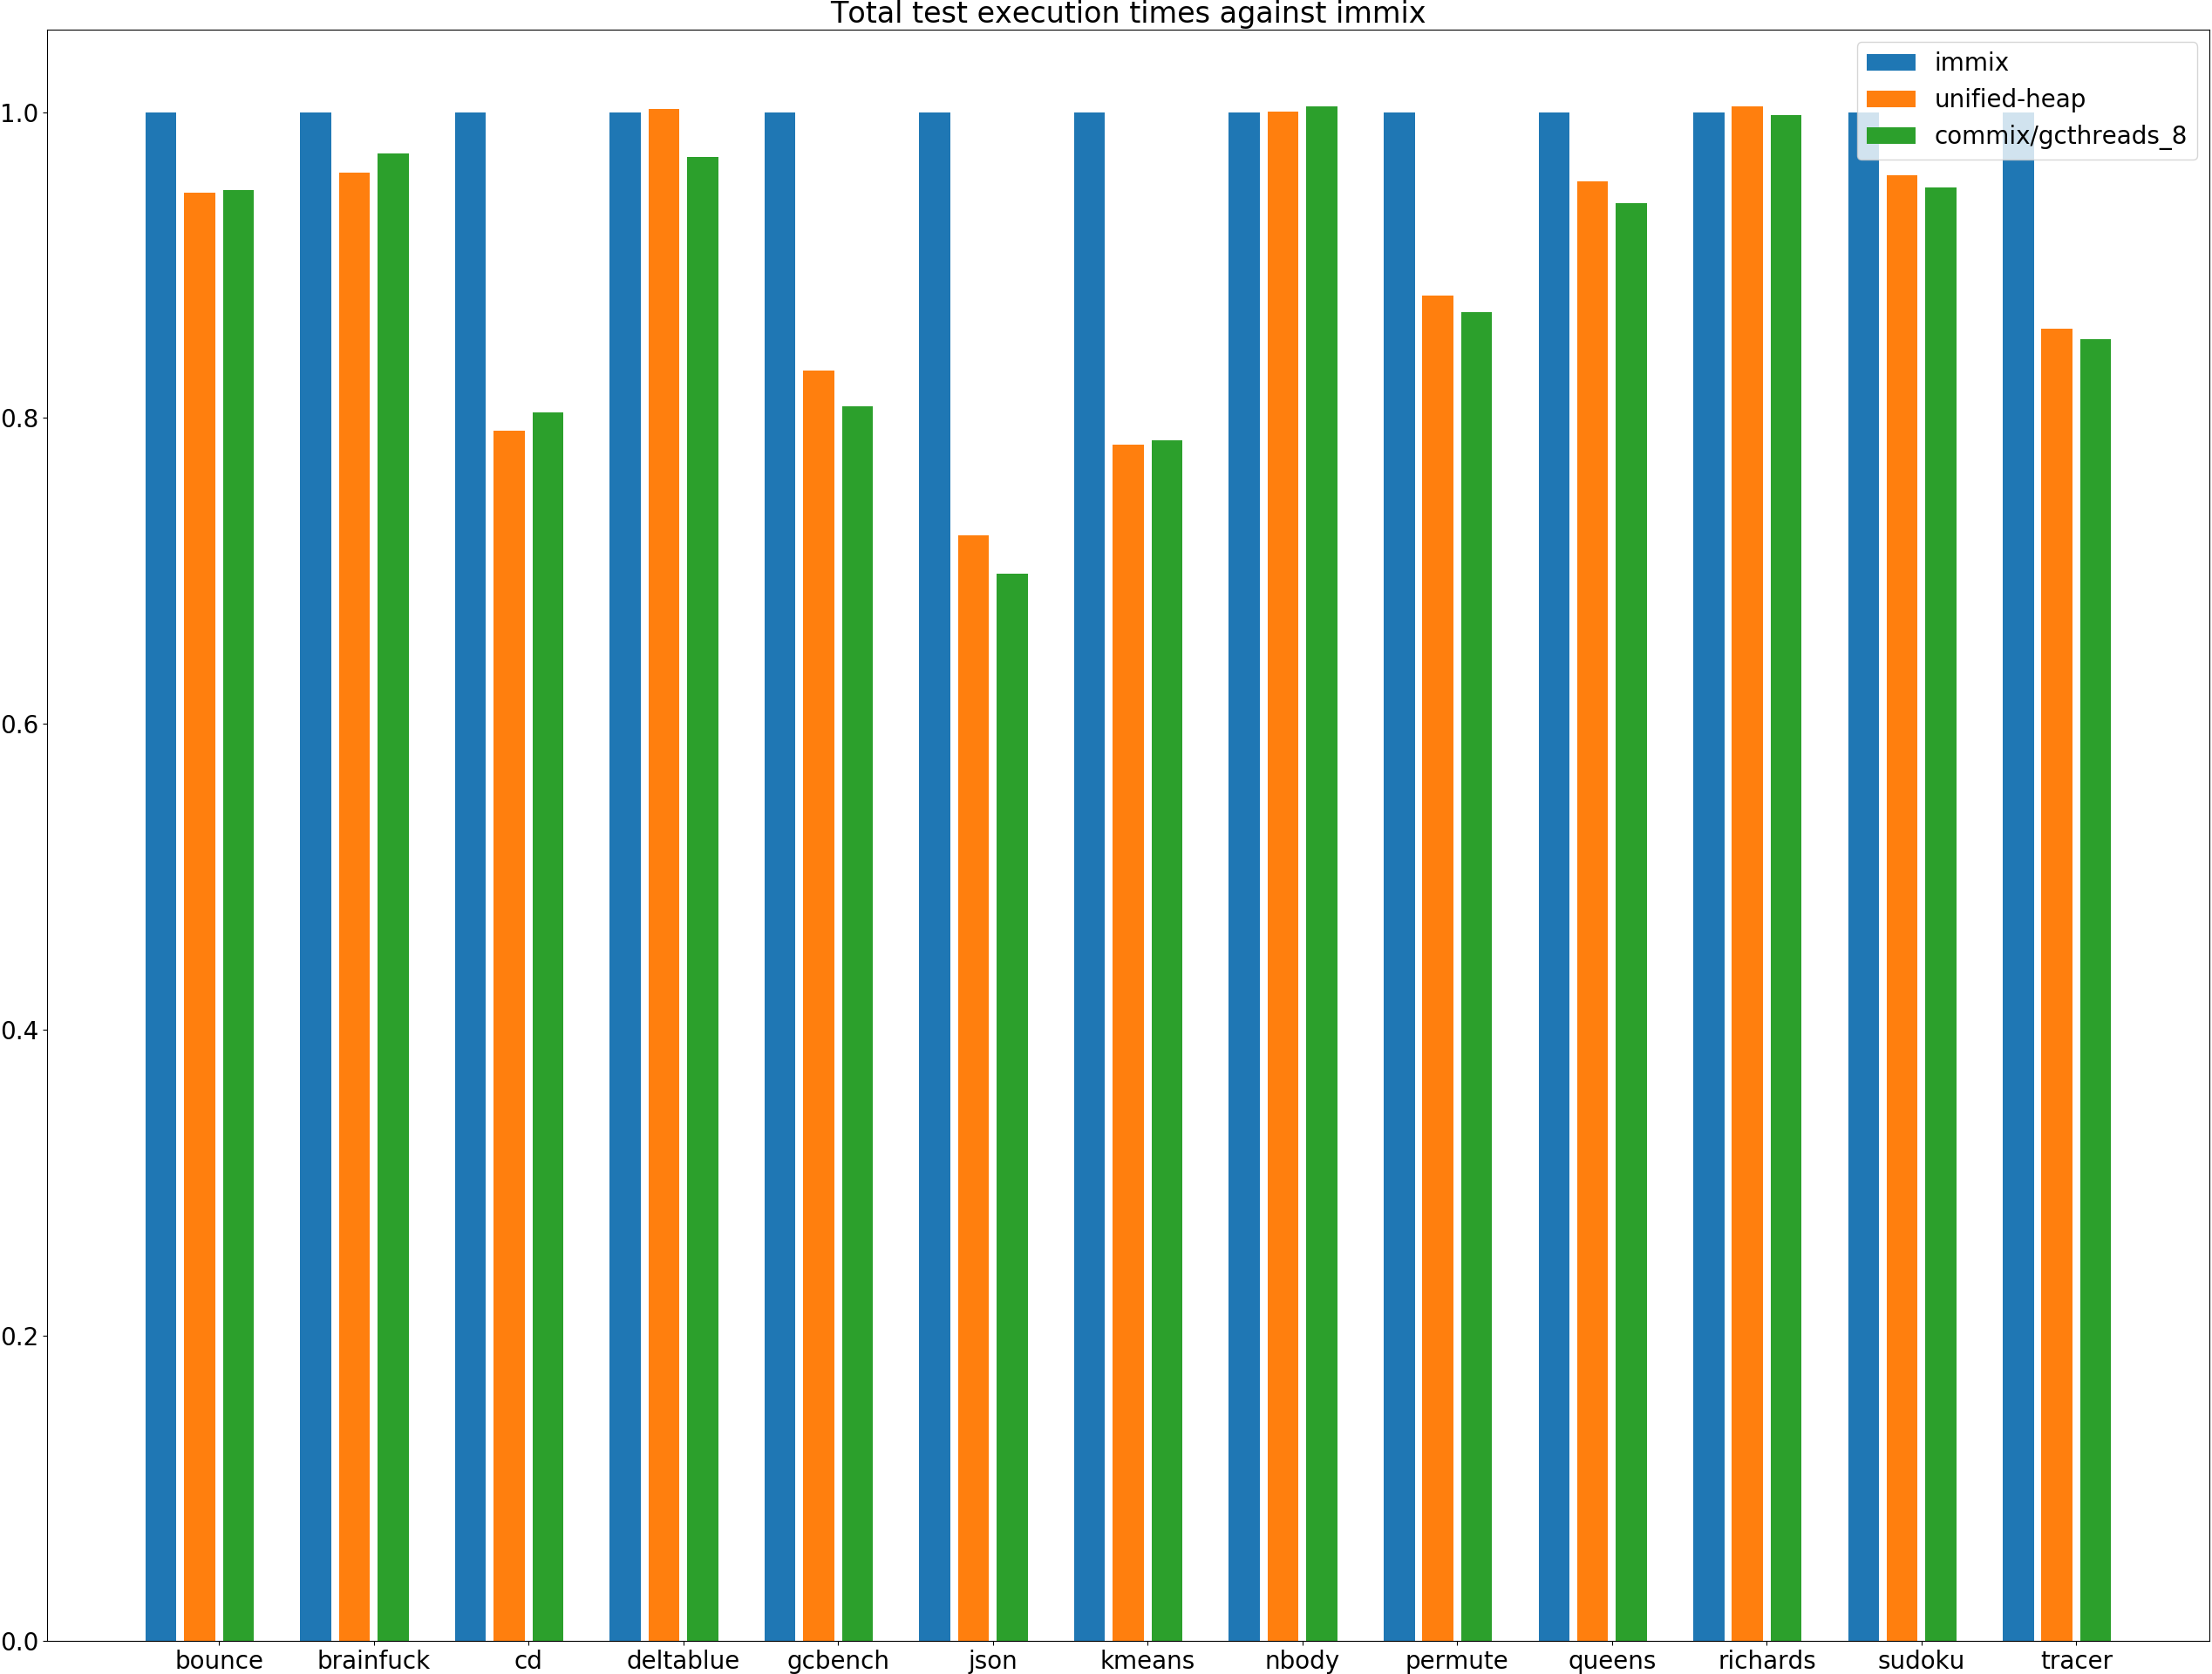 Total test execution times against immix
immix
unified-heap
commix/gcthreads_8
1.0
0.8
0.6
0.4
0.2
0.0
bounce brainfuck cd deltablue gcbench json kmeans nbody permute queens richards sudoku tracer